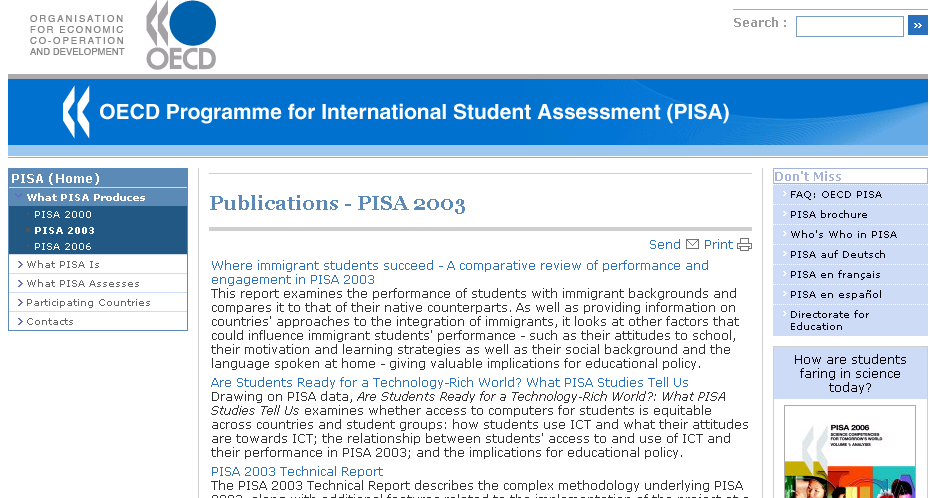 ORGANISATION
FOR ECONOMIC
CO-OPERATION
AND DEVELOPMENT
OECD
Search :
»
OECD Programme for International Student Assessment (PISA)
PISA (Home)
What PISA Produces
PISA 2000
PISA 2003
PISA 2006
What PISA Is
What PISA Assesses
Participating Countries
Contacts
Publications - PISA 2003
Send Print
Where immigrant students succeed - A comparative review of performance and
engagement in PISA 2003
This report examines the performance of students with immigrant backgrounds and
compares it to that of their native counterparts. As well as providing information on
countries' approaches to the integration of immigrants, it looks at other factors that
could influence immigrant students' performance - such as their attitudes to school,
their motivation and learning strategies as well as their social background and the
language spoken at home - giving valuable implications for educational policy.
Are Students Ready for a Technology-Rich World? What PISA Studies Tell Us
Drawing on PISA data, Are Students Ready for a Technology-Rich World?: What PISA
Studies Tell Us examines whether access to computers for students is equitable
across countries and student groups: how students use ICT and what their attitudes
are towards ICT; the relationship between students' access to and use of ICT and
their performance in PISA 2003; and the implications for educational policy.
PISA 2003 Technical Report
The PISA 2003 Technical Report describes the complex methodology underlying PISA
2003, along with additional features related to the implementation of the project at a
Don't Miss
FAQ: OECD PISA
PISA brochure
Who's Who in PISA
PISA auf Deutsch
PISA en français
PISA en español
Directorate for
Education
How are students
faring in science
today?
PISA 2006
SCIENCE COMPETENCIES
FOR TOMORROW'S WORLD
VOLUME 1: ANALYSIS